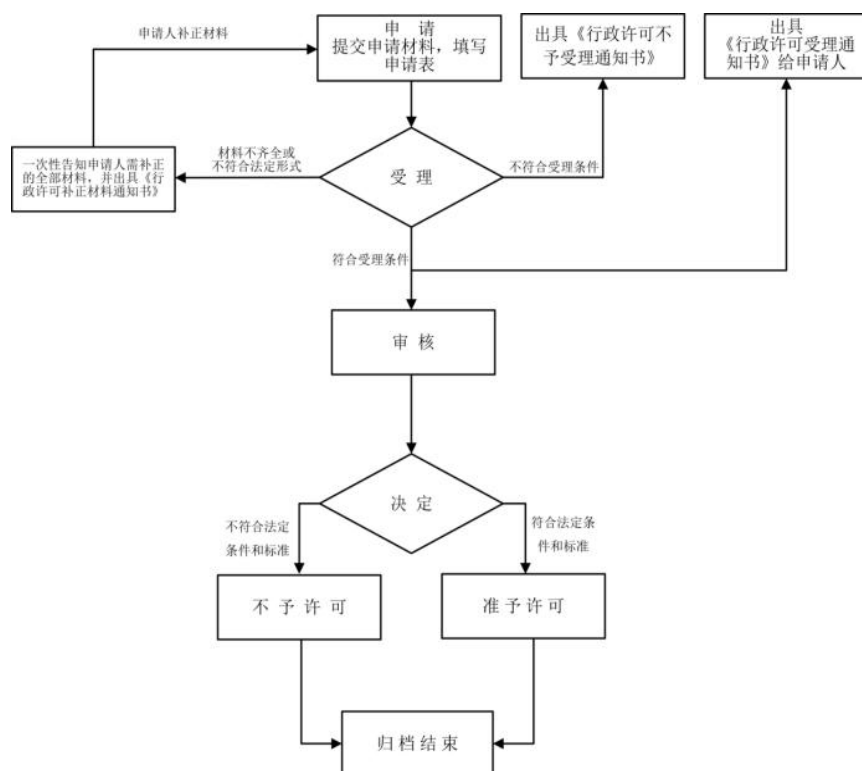 申请人补正材料
申 请
提交申请材料，填写
申请表
出具《行政许可不
予受理通知书》
出具
《行政许可受理通
知书》给申请人
一次性告知申请人需补正
的全部材料，并出具《行
政许可补正材料通知书》
材料不齐全或
不符合法定形式
受 理
不符合受理条件
符合受理条件
审 核
决 定
不符合法定
条件和标准
符合法定条
件和标准
不 予 许 可
准 予 许 可
归 档 结 束